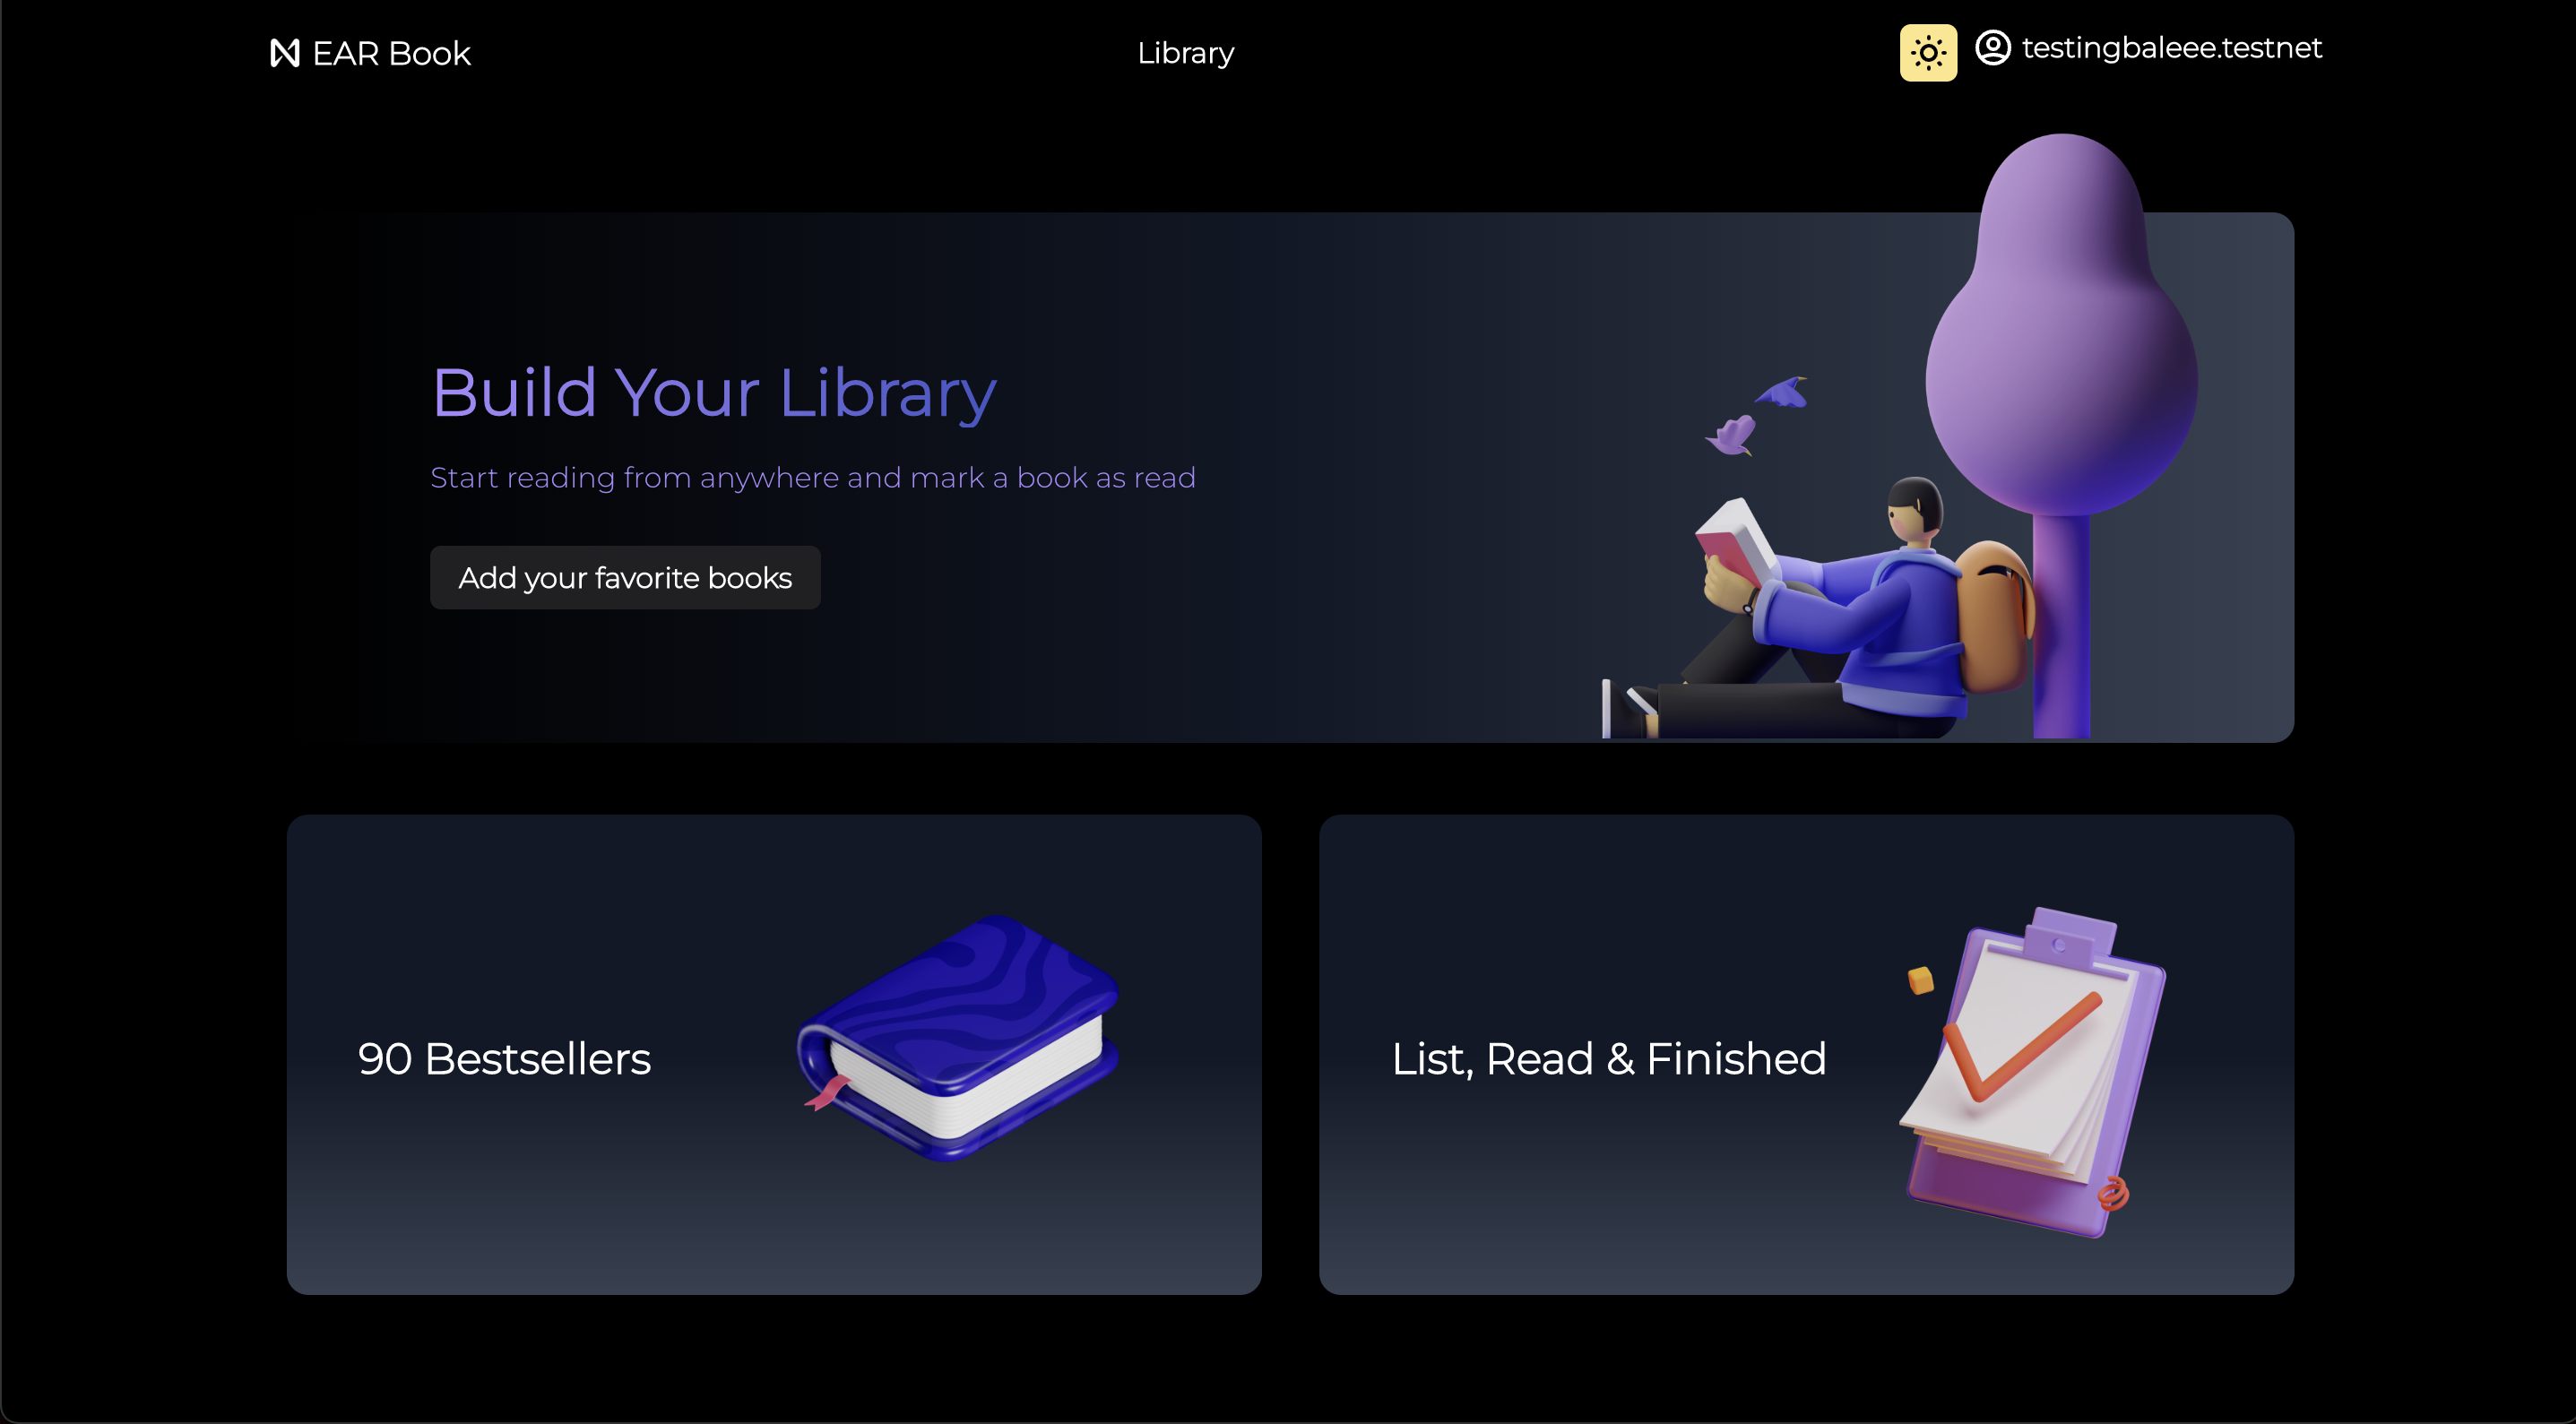 EAR Book
Library
testingbaleee.testnet
Build Your Library
Start reading from anywhere and mark a book as read
Add your favorite books
90 Bestsellers
List, Read & Finished